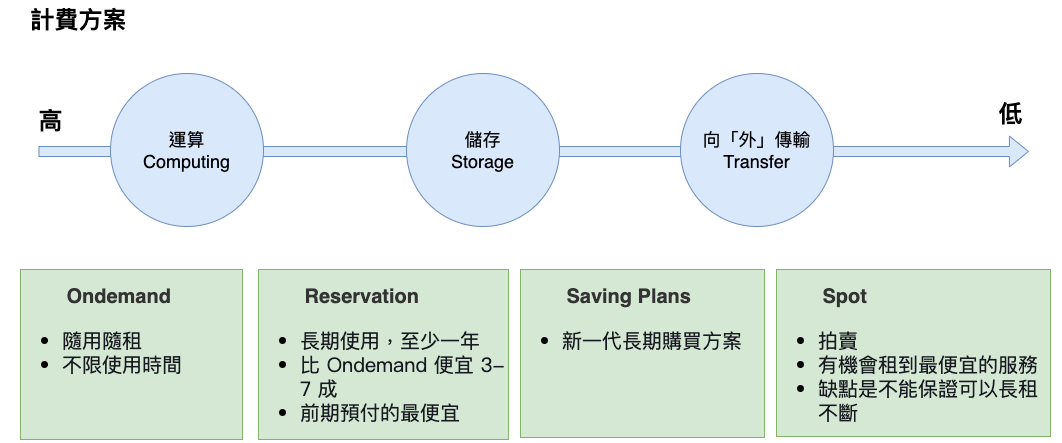 計費方案
高
低
運算
Computing
儲存
Storage
向「外」傳輸
Transfer
Ondemand
• 隨用隨租
• 不限使用時間
Reservation
• 長期使用，至少一年
• 比 Ondemand 便宜 3–
7 成
• 前期預付的最便宜
Saving Plans
• 新一代長期購買方案
Spot
• 拍賣
• 有機會租到最便宜的服務
• 缺點是不能保證可以長租
不斷